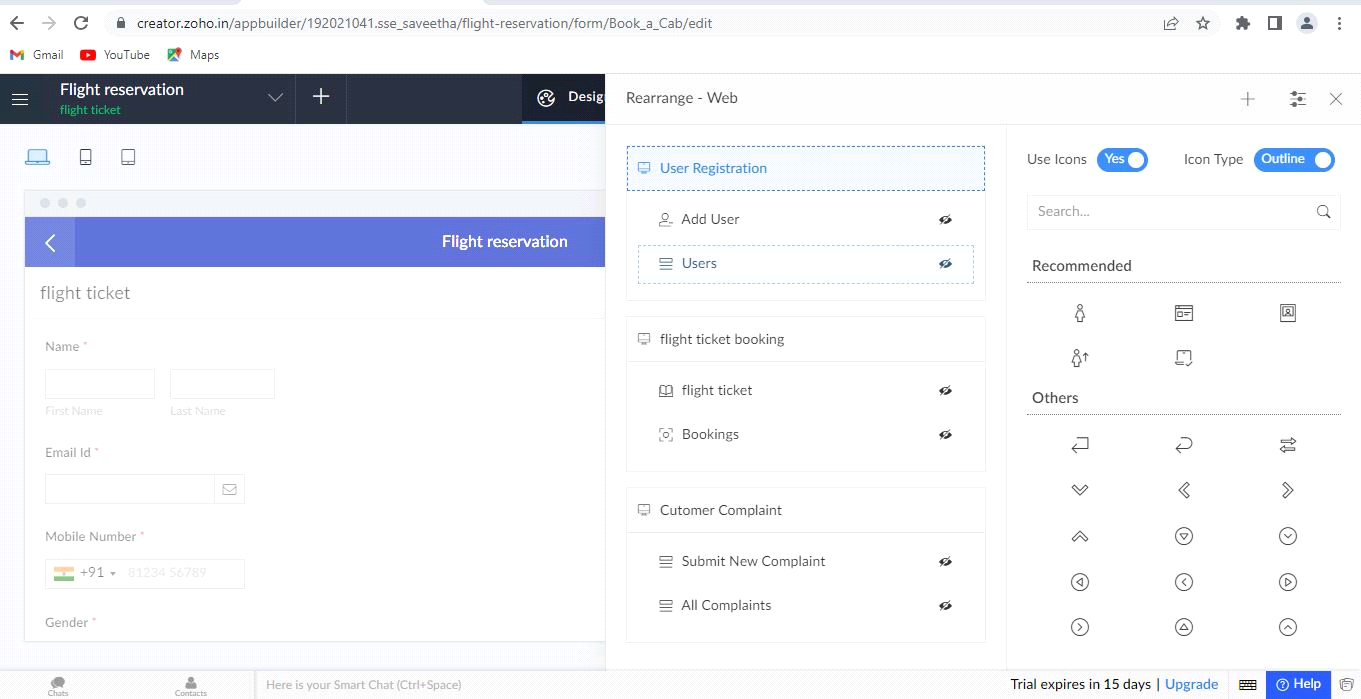 creator.zoho.in/appbuilder/192021041.sse_saveetha/flight-reservation/form/Book_a_Cab/edit
Gmail YouTube Maps
Flight reservation
flight ticket
Desig
Rearrange - Web
User Registration
Add User
Users
flight ticket booking
flight ticket
Bookings
Cutomer Complaint
Submit New Complaint
All Complaints
Use Icons Yes Icon Type Outline
Search...
Recommended
Others
Flight reservation
flight ticket
Name *
First Name Last Name
Email Id *
Mobile Number *
+91 81234 56789
Gender *
Chats Contacts Here is your Smart Chat (Ctrl+Space) Trial expires in 15 days | Upgrade Help